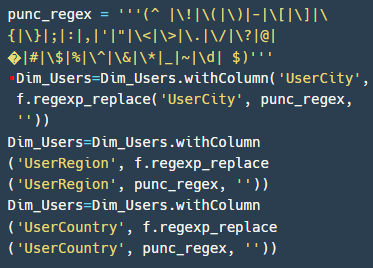 punc_regex = '''(^ |\!|\(|\)|-|\[|\]|\
{|\}|;|:|,|'|"|\<|\>|\.|\/|\?|@|
�|#|\$|%|\^|\&|\*|_|~|\d| $)'''
Dim_Users=Dim_Users.withColumn('UserCity',
f.regexp_replace('UserCity', punc_regex,
''))
Dim_Users=Dim_Users.withColumn
('UserRegion', f.regexp_replace
('UserRegion', punc_regex, ''))
Dim_Users=Dim_Users.withColumn
('UserCountry', f.regexp_replace
('UserCountry', punc_regex, ''))